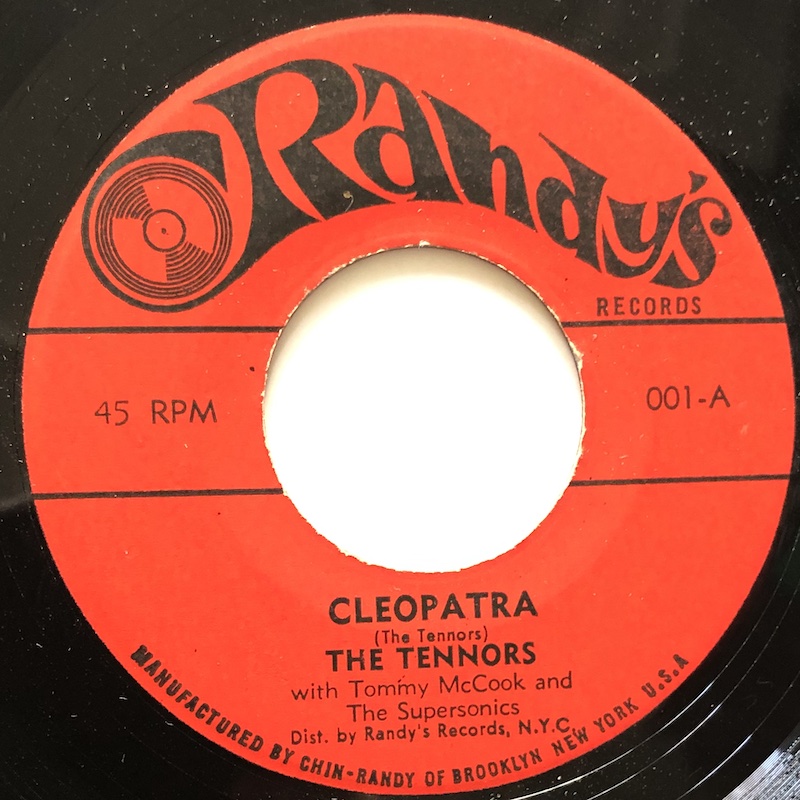 Randy's
RECORDS
45 RPM
001-A
CLEOPATRA
(The Tennors)
THE TENNORS
with Tommy McCook and
The Supersonics
Dist. by Randy's Records, N.Y.C.
MANUFACTURED BY CHIN-RANDY OF BROOKLYN NEW YORK U.S.A